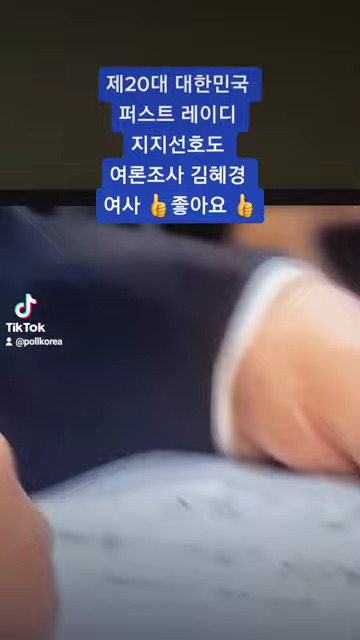 제20대 대한민국
퍼스트 레이디
지지선호도
여론조사 김혜경
여사 👍좋아요 👍
TikTok
@pollkorea